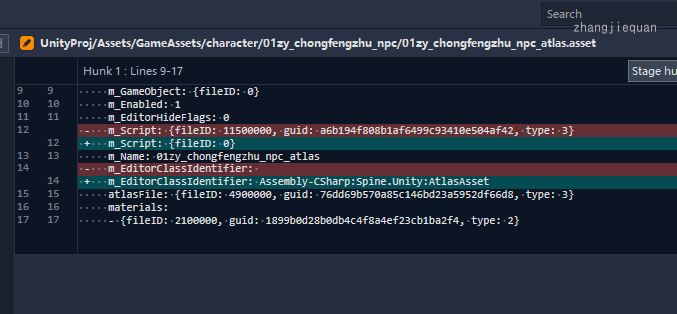 Search
zhangjiequan
UnityProj/Assets/GameAssets/character/01zy_chongfengzhu_npc/01zy_chongfengzhu_npc_atlas.asset
Hunk 1 : Lines 9-17
Stage hu
9 9 m_GameObject: {fileID: 0}
10 10 m_Enabled: 1
11 11 m_EditorHideFlags: 0
12 - m_Script: {fileID: 11500000, guid: a6b194f808b1af6499c93410e504af42, type: 3}
12 + m_Script: {fileID: 0}
13 13 m_Name: 01zy_chongfengzhu_npc_atlas
14 - m_EditorClassIdentifier:
14 + m_EditorClassIdentifier: Assembly-CSharp:Spine.Unity:AtlasAsset
15 15 atlasFile: {fileID: 4900000, guid: 76dd69b570a85c146bd23a5952df66d8, type: 3}
16 16 materials:
17 17 - {fileID: 2100000, guid: 1899b0d28b0db4c4f8a4ef23cb1ba2f4, type: 2}